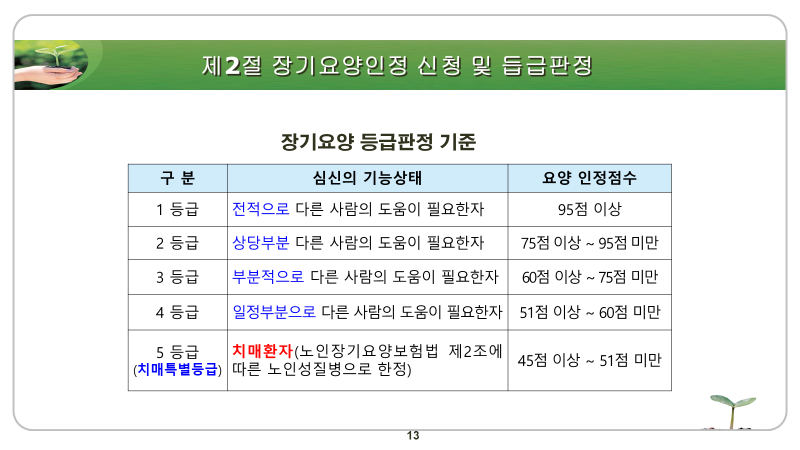 제2절 장기요양인정 신청 및 듭급판정
장기요양 등급판정 기준
구 분 심신의 기능상태 요양 인정점수
1 등급 전적으로 다른 사람의 도움이 필요한자 95점 이상
2 등급 상당부분 다른 사람의 도움이 필요한자 75점 이상 ~ 95점 미만
3 등급 부분적으로 다른 사람의 도움이 필요한자 60점 이상 ~ 75점 미만
4 등급 일정부분으로 다른 사람의 도움이 필요한자 51점 이상 ~ 60점 미만
5 등급
(치매특별등급)
치매환자(노인장기요양보험법 제2조에
따른 노인성질병으로 한정)
45점 이상 ~ 51점 미만
13